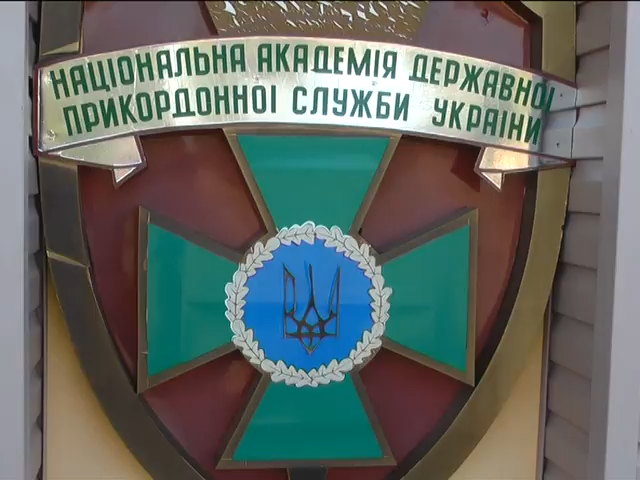 НАЦІОНАЛЬНА АКАДЕМІЯ ДЕРЖАВНОЇ
ПРИКОРДОННОЇ СЛУЖБИ УКРАЇНИ